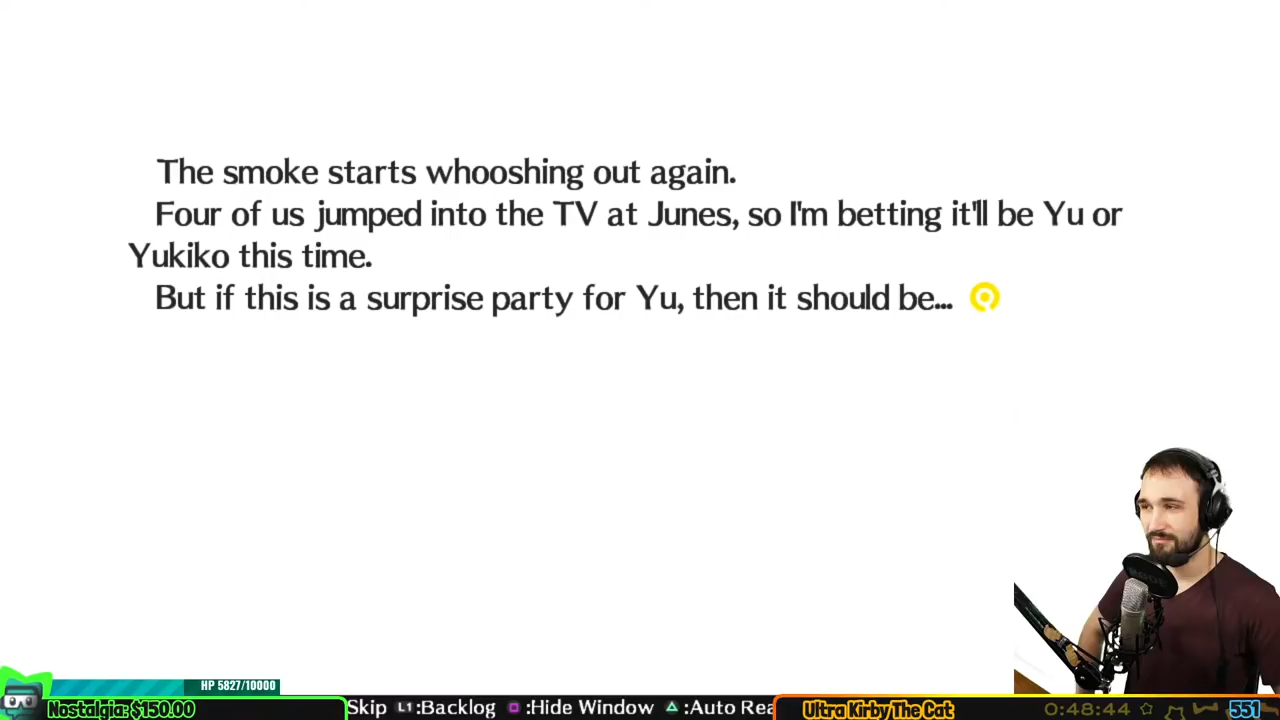 The smoke starts whooshing out again.
Four of us jumped into the TV at Junes, so I'm betting it'll be Yu or
Yukiko this time.
But if this is a surprise party for Yu, then it should be...
RODE
HP 5827/10000
Nostalgia: $150.00
Skip L1:Backlog :Hide Window :Auto Rea
Ultra Kirby The Cat
0:48:44
551